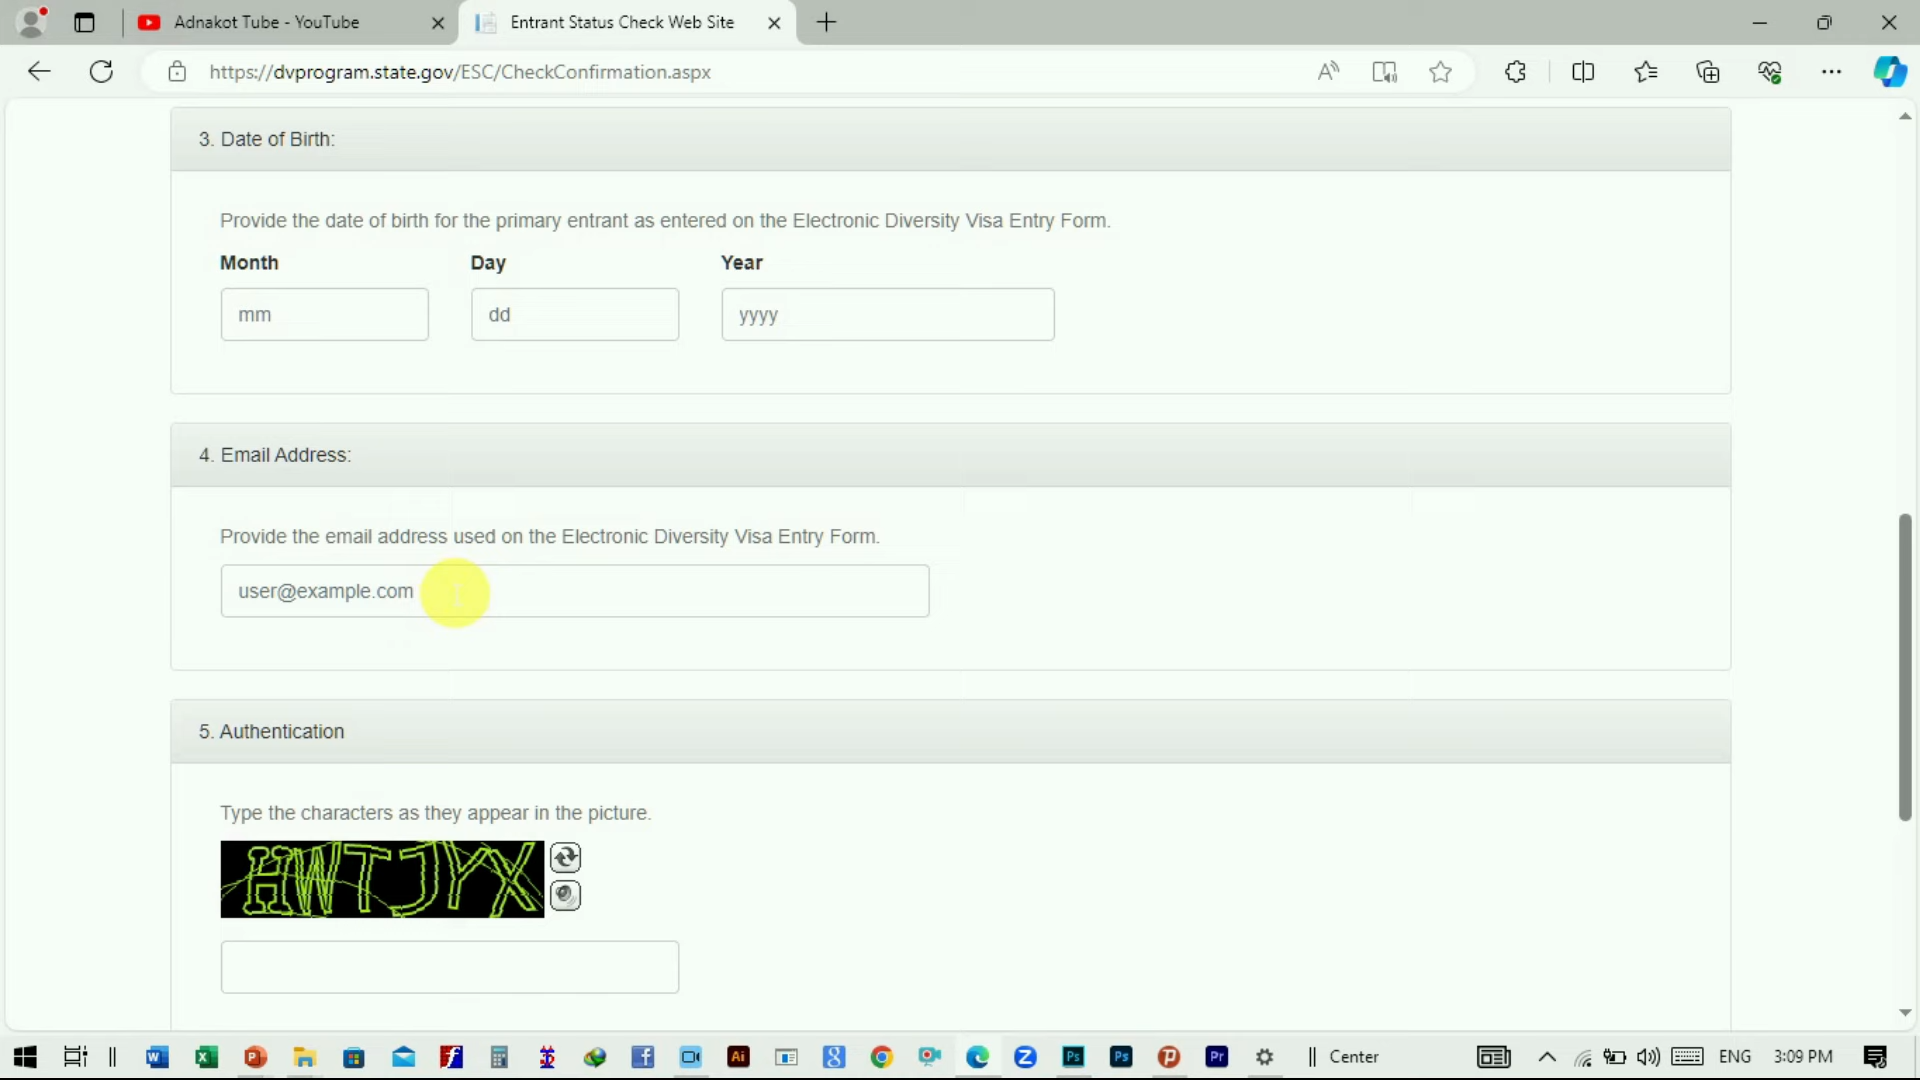 Adnakot Tube - YouTube
Entrant Status Check Web Site
https://dvprogram.state.gov/ESC/CheckConfirmation.aspx
3. Date of Birth:
Provide the date of birth for the primary entrant as entered on the Electronic Diversity Visa Entry Form.
Month Day Year
mm dd yyyy
4. Email Address:
Provide the email address used on the Electronic Diversity Visa Entry Form.
user@example.com
5. Authentication
Type the characters as they appear in the picture.
HWTJYX
Center
ENG
3:09 PM